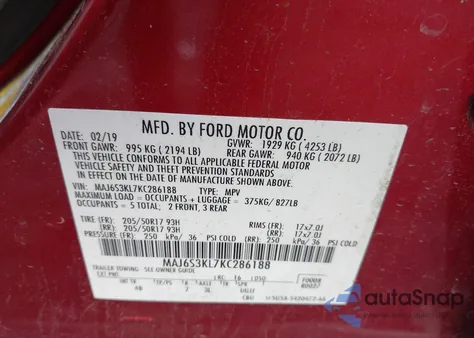 MFD. BY FORD MOTOR CO.
DATE: 02/19 GVWR: 1929 KG ( 4253 LB)
FRONT GAWR: 995 KG ( 2194 LB) REAR GAWR: 940 KG ( 2072 LB)
THIS VEHICLE CONFORMS TO ALL APPLICABLE FEDERAL MOTOR
VEHICLE SAFETY AND THEFT PREVENTION STANDARDS
IN EFFECT ON THE DATE OF MANUFACTURE SHOWN ABOVE.
VIN: MAJ6S3KL7KC286188 TYPE: MPV
MAXIMUM LOAD = OCCUPANTS + LUGGAGE = 375KG/ 827LB
OCCUPANTS = 5 TOTAL; 2 FRONT, 3 REAR
TIRE (FR): 205/50R17 93H RIMS (FR): 17x7.0J
(RR): 205/50R17 93H (RR): 17x7.0J
PRESSURE (FR): 250 kPa/ 36 PSI (RR): 250 kPa/ 36
MAJ6S3KL7KC286188
TRAILER TOWING - SEE OWNER GUIDE
EXT PNT:
INT TR
autoSnap